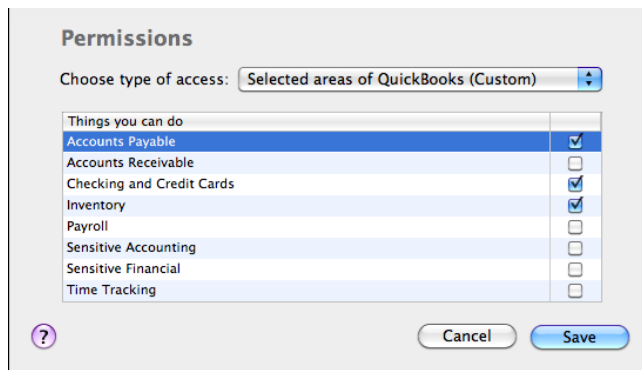 Permissions
Choose type of access: Selected areas of QuickBooks (Custom)
Things you can do
Accounts Payable
Accounts Receivable
Checking and Credit Cards
Inventory
Payroll
Sensitive Accounting
Sensitive Financial
Time Tracking
? Cancel Save